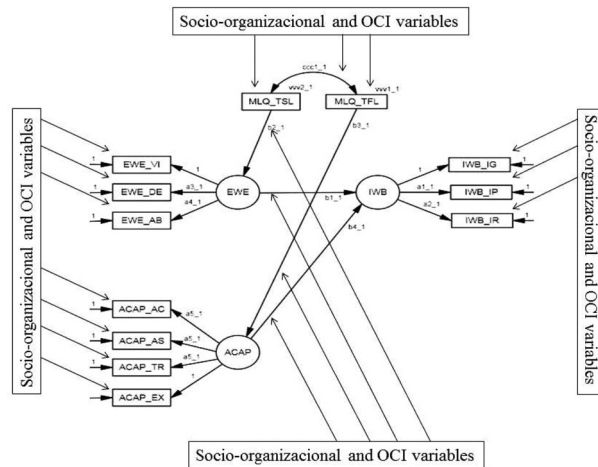 Socio-organizacional and OCI variables
ccc1_1
vvv2_1
vvv1_1
MLQ_TSL
MLQ_TFL
b2_1
b3_1
Socio-organizacional and OCI variables
Socio-organizacional and OCI variables
1
EWE_VI
1
1
EWE_DE
a3_1
1
EWE_AB
a4_1
EWE
b1_1
IWB
1
IWB_IG
1
a1_1
IWB_IP
1
a2_1
IWB_IR
1
b4_1
1
ACAP_AC
a5_1
1
ACAP_AS
a5_1
1
ACAP_TR
a5_1
1
ACAP_EX
1
ACAP
Socio-organizacional and OCI variables